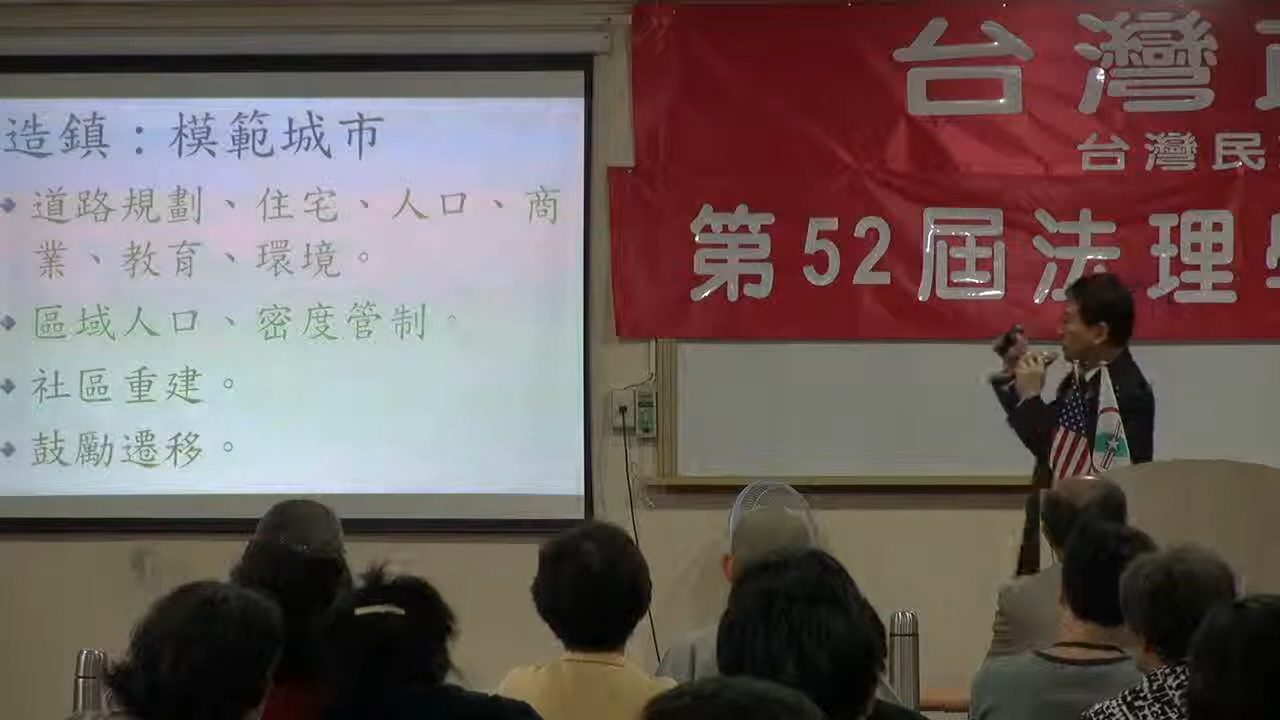 造鎮：模範城市
道路規劃、住宅、人口、商
業、教育、環境。
區域人口、密度管制。
社區重建。
鼓勵遷移。
台灣
台灣民
第52屆法理